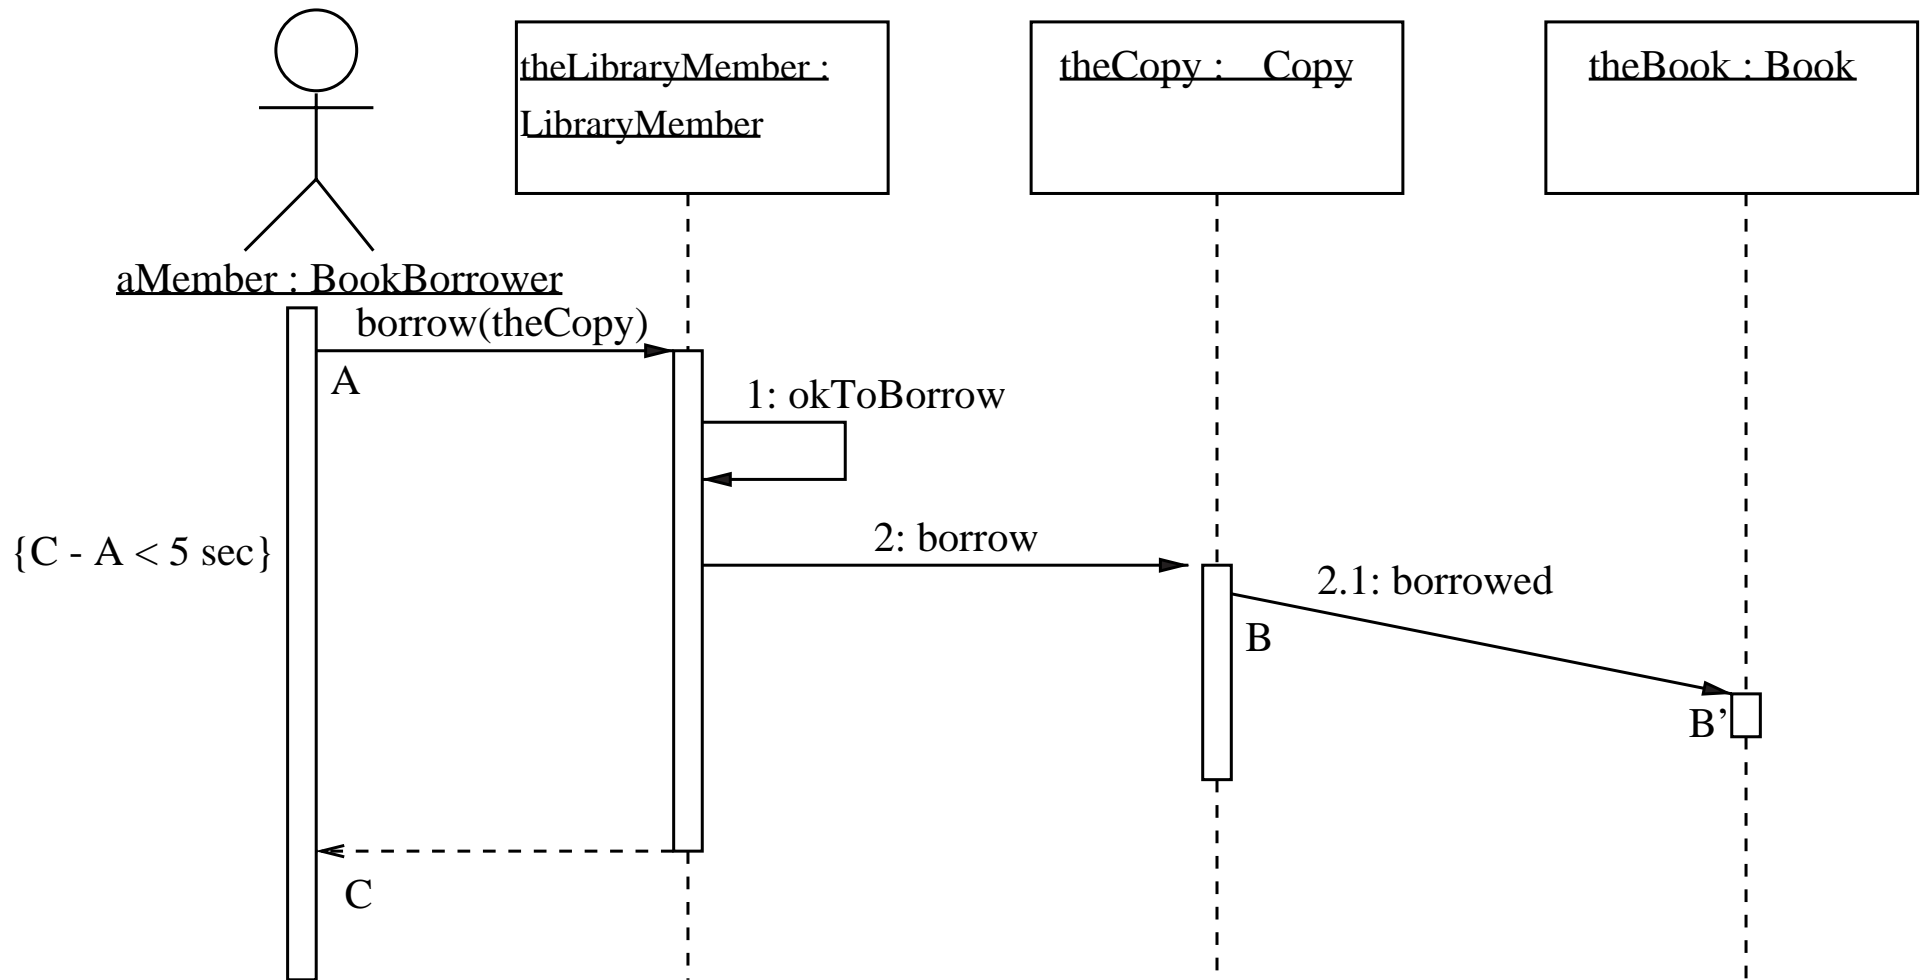 theLibraryMember :
LibraryMember
theCopy : Copy
theBook : Book
aMember : BookBorrower
borrow(theCopy)
A
1: okToBorrow
2: borrow
{C - A < 5 sec}
2.1: borrowed
B
B’
C